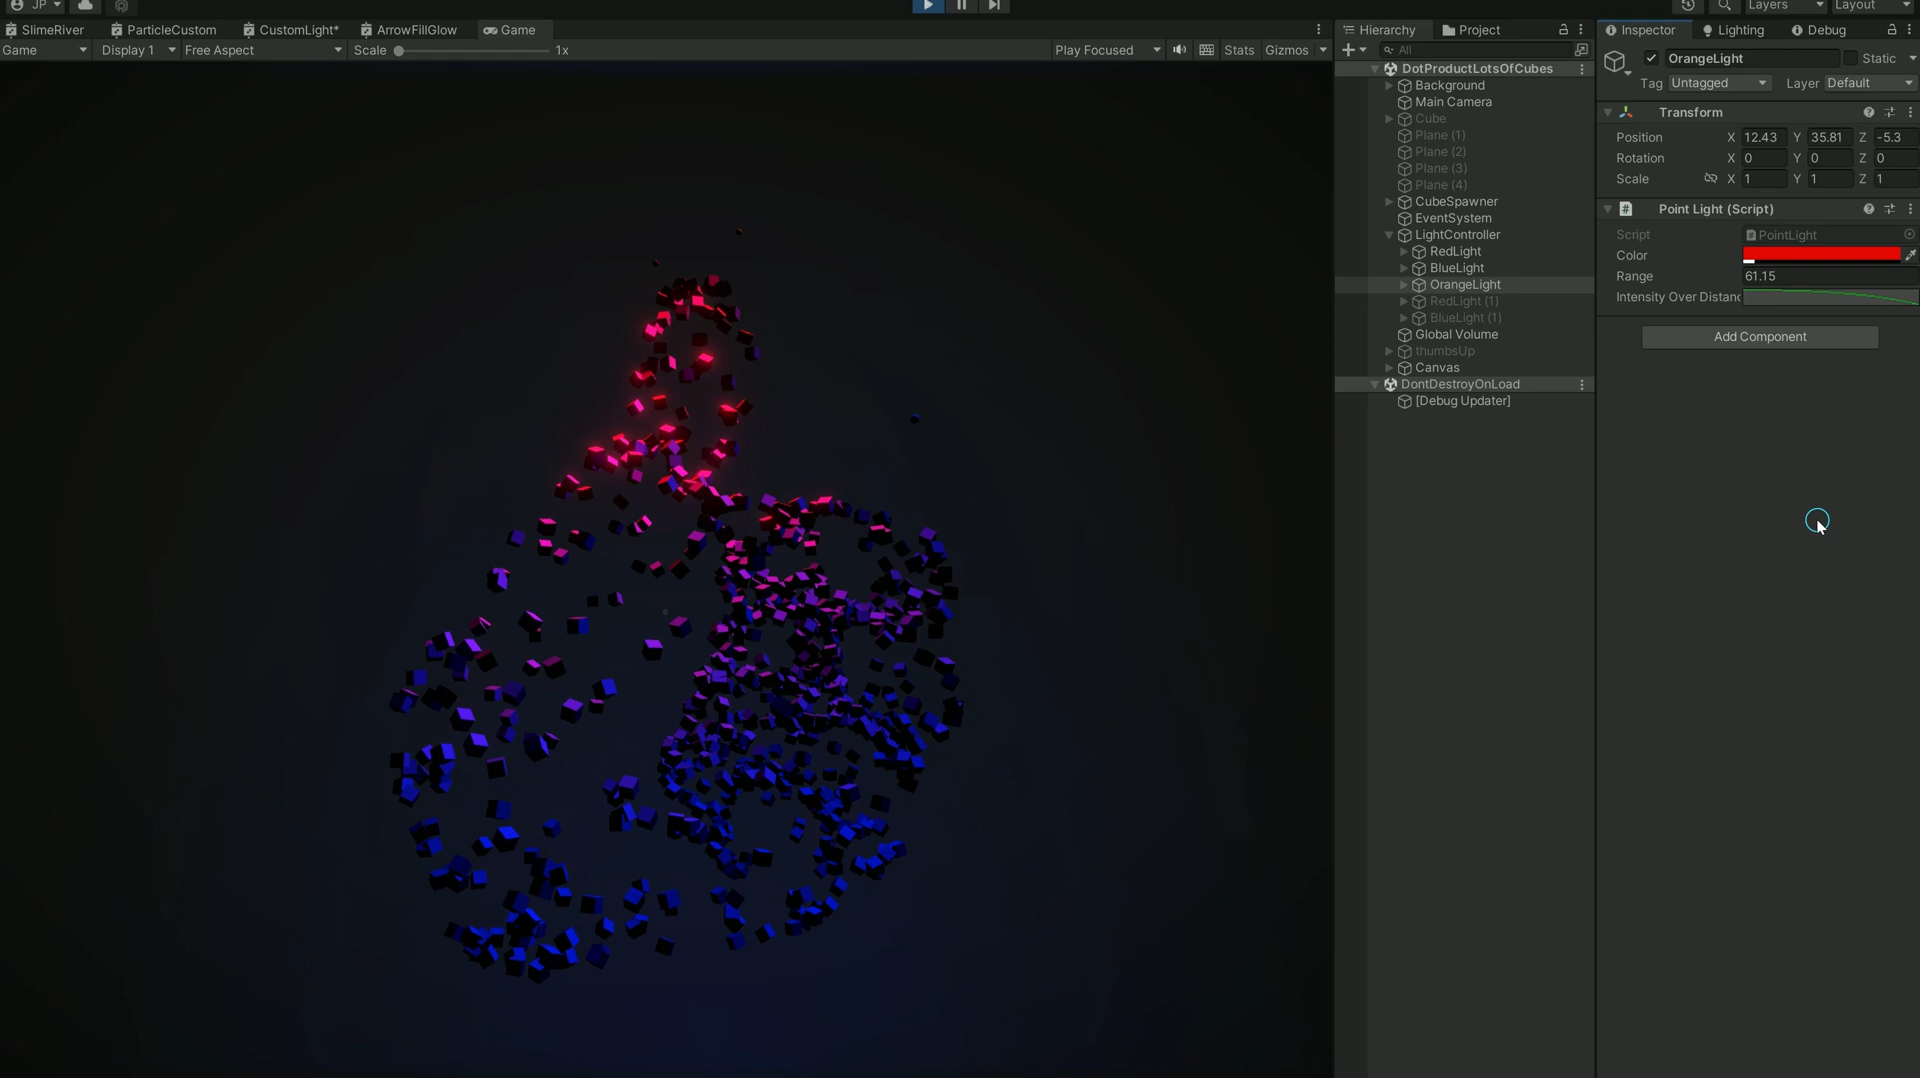 JP
Layers
Layout
SlimeRiver
ParticleCustom
CustomLight*
ArrowFillGlow
Game
Hierarchy
Project
Inspector
Lighting
Debug
Game
Display 1
Free Aspect
Scale
1x
Play Focused
Stats
Gizmos
All
DotProductLotsOfCubes
Background
Main Camera
Cube
Plane (1)
Plane (2)
Plane (3)
Plane (4)
CubeSpawner
EventSystem
LightController
RedLight
BlueLight
OrangeLight
RedLight (1)
BlueLight (1)
Global Volume
thumbsUp
Canvas
DontDestroyOnLoad
[Debug Updater]
OrangeLight
Static
Tag Untagged
Layer Default
Transform
Position X 12.43 Y 35.81 Z -5.3
Rotation X 0 Y 0 Z 0
Scale X 1 Y 1 Z 1
# Point Light (Script)
Script PointLight
Color
Range 61.15
Intensity Over Distanc
Add Component